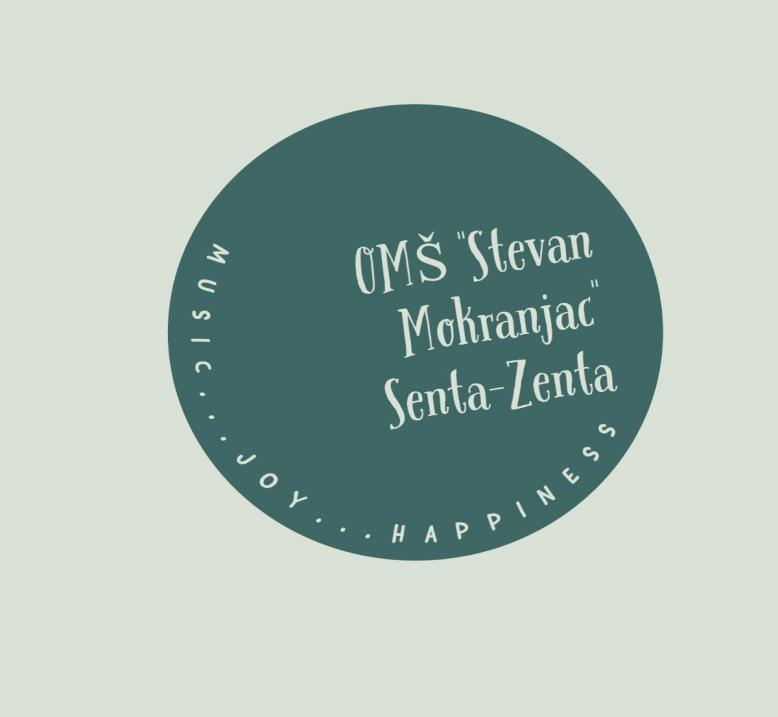 OMŠ "Stevan
Mokranjac"
Senta-Zenta
MUSIC...JOY...HAPPINESS